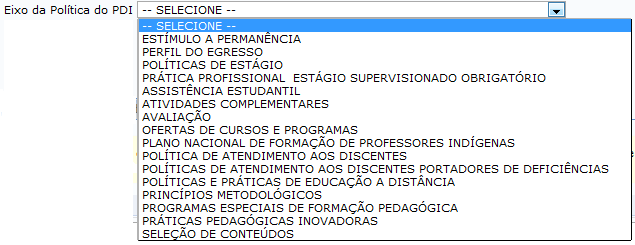 Eixo da Política do PDI -- SELECIONE --
-- SELECIONE --
ESTÍMULO A PERMANÊNCIA
PERFIL DO EGRESSO
POLÍTICAS DE ESTÁGIO
PRÁTICA PROFISSIONAL  ESTÁGIO SUPERVISIONADO OBRIGATÓRIO
ASSISTÊNCIA ESTUDANTIL
ATIVIDADES COMPLEMENTARES
AVALIAÇÃO
OFERTAS DE CURSOS E PROGRAMAS
PLANO NACIONAL DE FORMAÇÃO DE PROFESSORES INDÍGENAS
POLÍTICA DE ATENDIMENTO AOS DISCENTES
POLÍTICAS DE ATENDIMENTO AOS DISCENTES PORTADORES DE DEFICIÊNCIAS
POLÍTICAS E PRÁTICAS DE EDUCAÇÃO A DISTÂNCIA
PRINCÍPIOS METODOLÓGICOS
PROGRAMAS ESPECIAIS DE FORMAÇÃO PEDAGÓGICA
PRÁTICAS PEDAGÓGICAS INOVADORAS
SELEÇÃO DE CONTEÚDOS